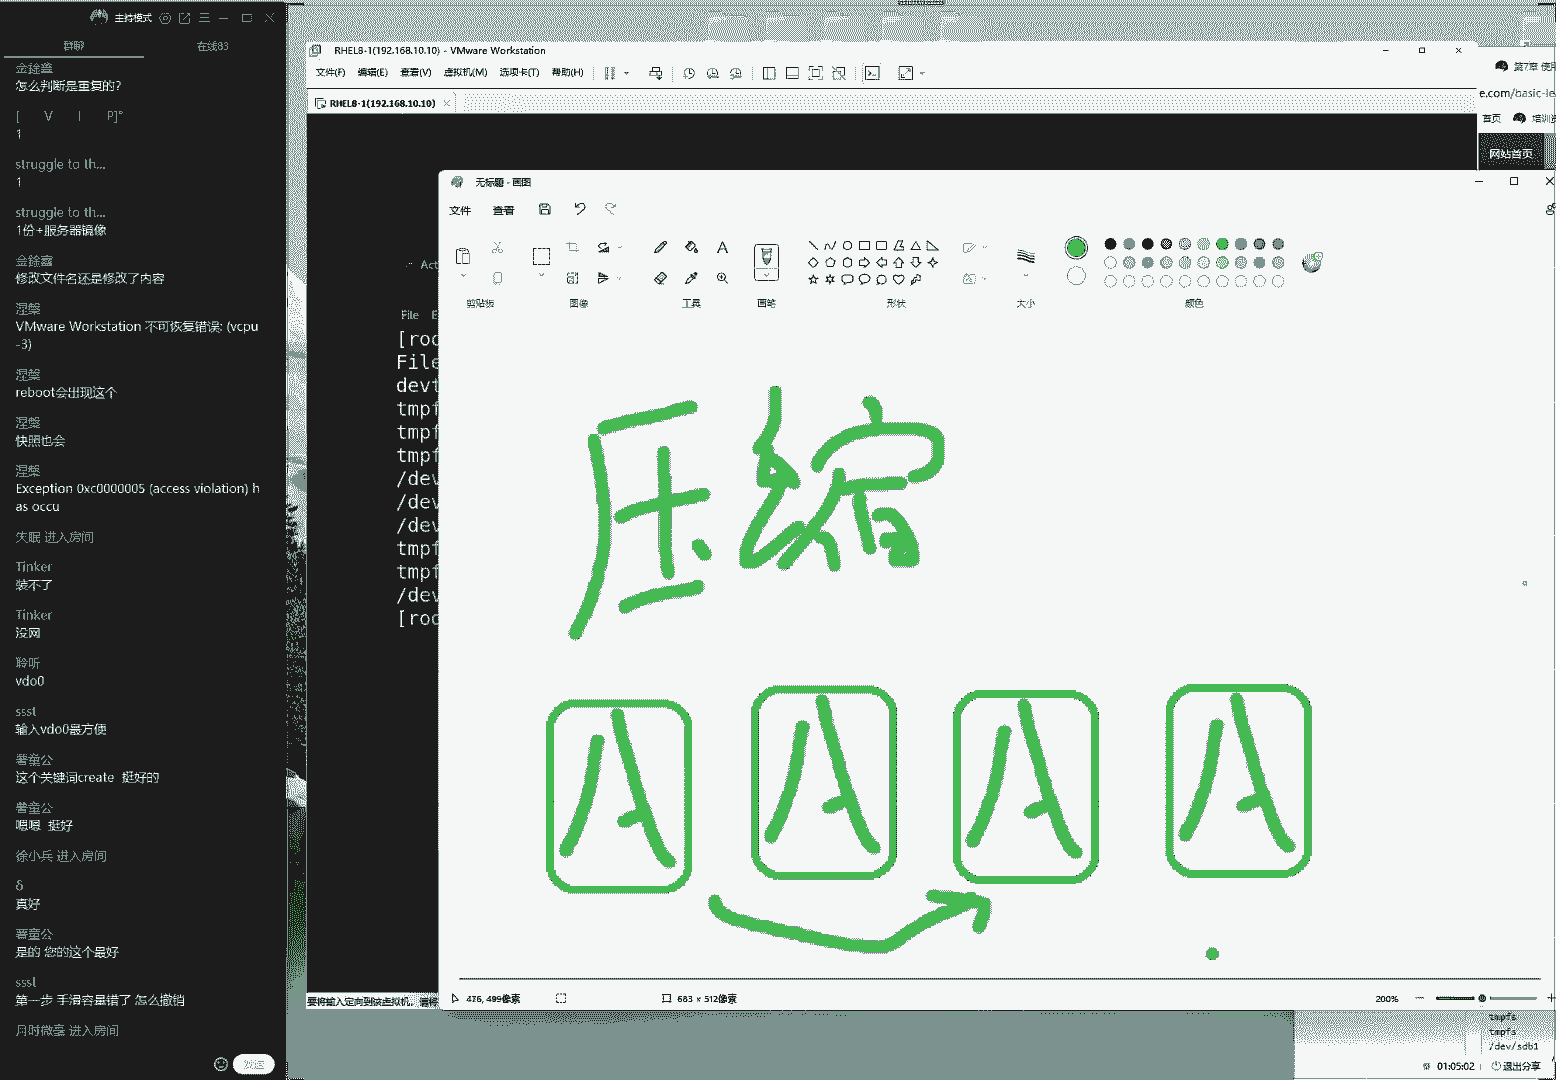 主持模式
群聊
在线83
金鑫鑫
怎么判断是重复的?
[ V I P]°
1
struggle to th...
1
struggle to th...
1份+服务器镜像
金鑫鑫
修改文件名还是修改了内容
涅槃
VMware Workstation 不可恢复错误: (vcpu
-3)
涅槃
reboot会出现这个
涅槃
快照也会
涅槃
Exception 0xc0000005 (access violation) h
as occu
失眠 进入房间
Tinker
装不了
Tinker
没网
聆听
vdo0
ssst
输入vdo0最方便
薯童公
这个关键词create 挺好的
薯童公
嗯嗯 挺好
徐小兵 进入房间
δ
真好
薯童公
是的 您的这个最好
ssst
第一步 手滑容量错了 怎么撤销
月时微毫 进入房间
发送
RHEL8-1(192.168.10.10) - VMware Workstation
文件(F) 编辑(E) 查看(V) 虚拟机(M) 选项卡(T) 帮助(H)
RHEL8-1(192.168.10.10)
第7章 使用
e.com/basic-le
首页 培训资
网站首页
Act
File E
[roo
File
devt
tmpf
tmpf
tmpf
/dev
/dev
/dev
tmpf
tmpf
/dev
[roo
无标题 - 画图
文件 查看
剪贴板 图像 工具 画笔 形状 大小 颜色
压缩
A A A A
476, 499像素
683 × 512像素
200%
要将输入定向到该虚拟机,请将
tmpfs
tmpfs
/dev/sdb1
01:05:02
退出分享